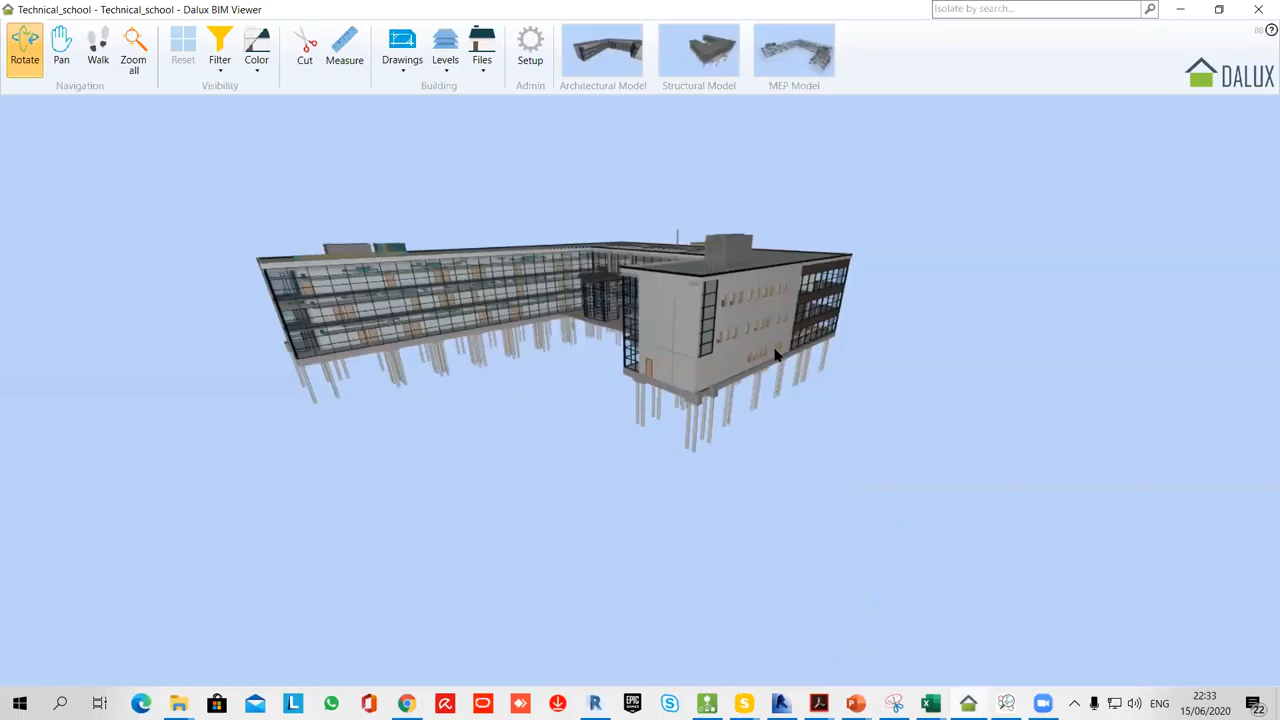 Technical_school - Technical_school - Dalux BIM Viewer
Isolate by search...
Rotate
Pan
Walk
Zoom all
Reset
Filter
Color
Cut
Measure
Drawings
Levels
Files
Setup
Navigation
Visibility
Building
Admin
Architectural Model
Structural Model
MEP Model
DALUX
ENG
22:33
15/06/2020
22